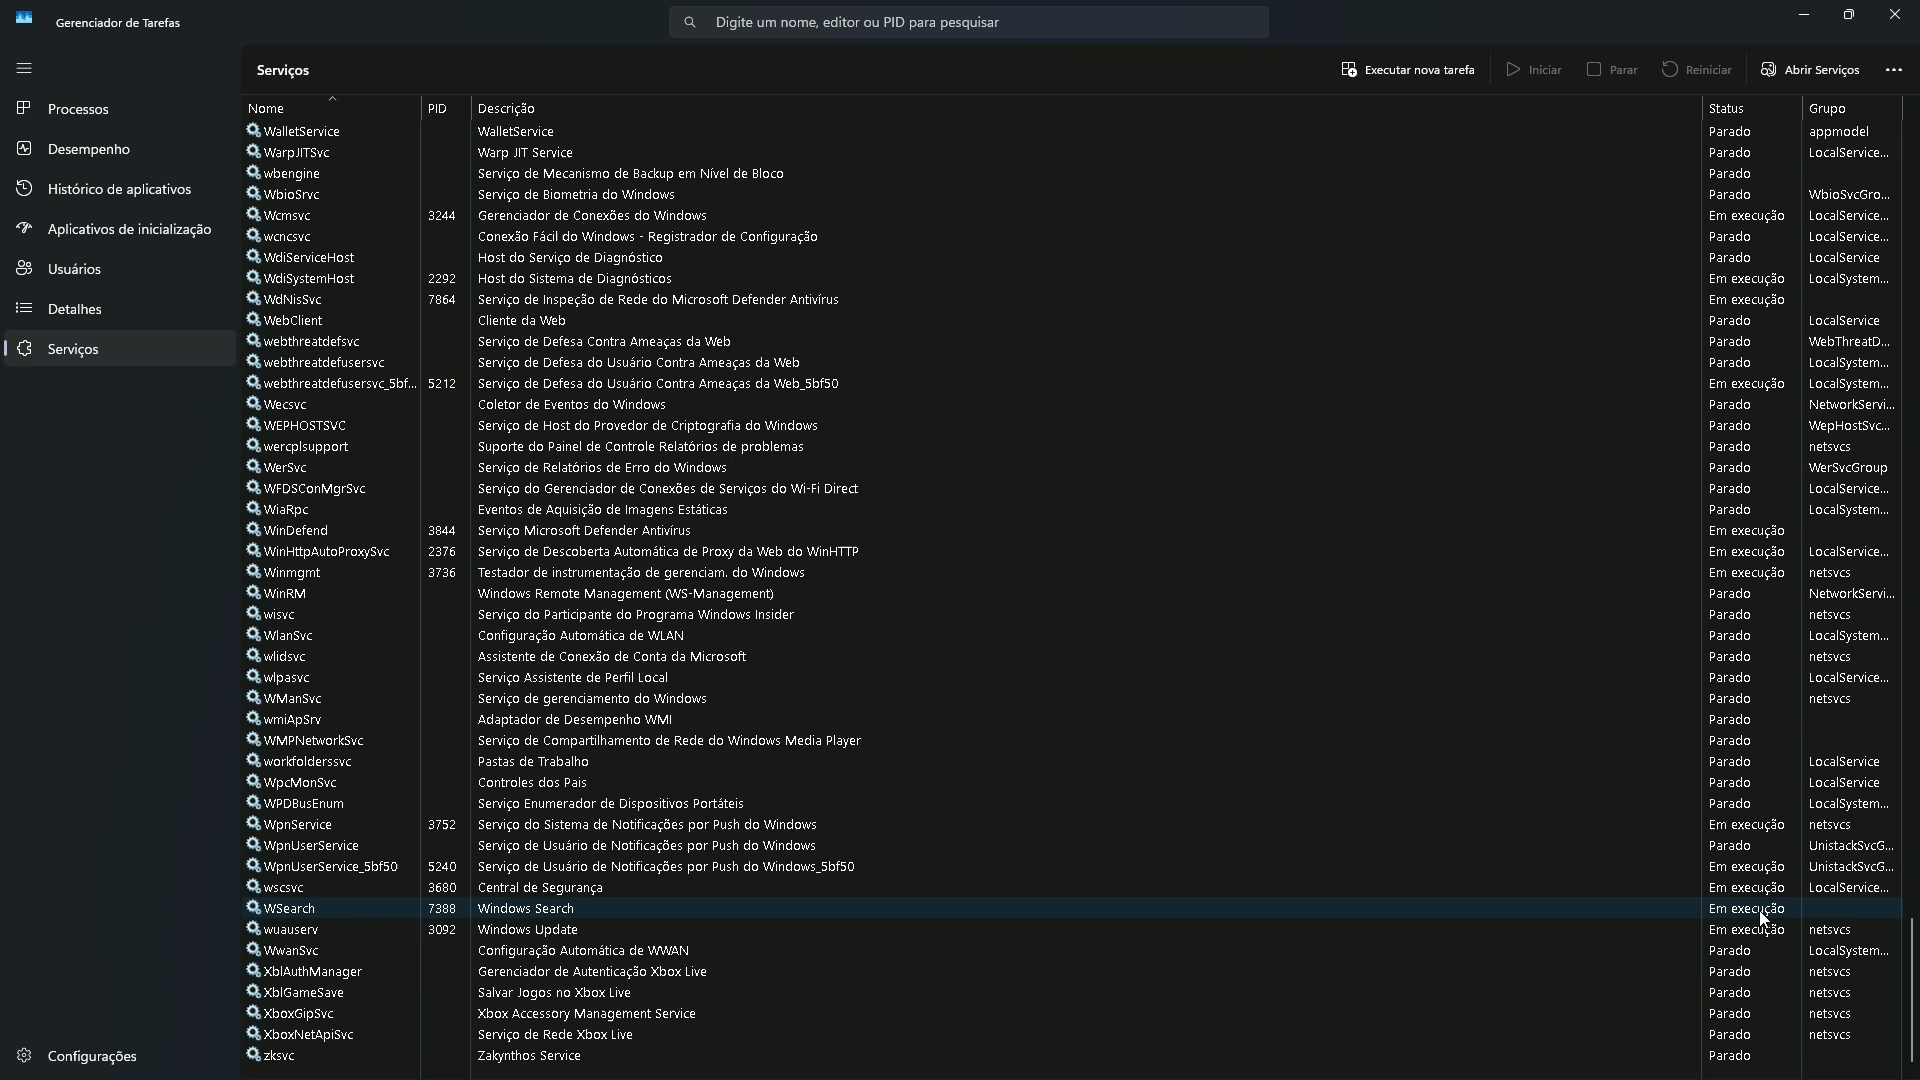 Gerenciador de Tarefas
Digite um nome, editor ou PID para pesquisar
Processos
Desempenho
Histórico de aplicativos
Aplicativos de inicialização
Usuários
Detalhes
Serviços
Configurações
Serviços
Executar nova tarefa Iniciar Parar Reiniciar Abrir Serviços
Nome PID Descrição Status Grupo
WalletService WalletService Parado appmodel
WarpJITSvc Warp JIT Service Parado LocalService...
wbengine Serviço de Mecanismo de Backup em Nível de Bloco Parado
WbioSrvc Serviço de Biometria do Windows Parado WbioSvcGro...
Wcmsvc 3244 Gerenciador de Conexões do Windows Em execução LocalService...
wcncsvc Conexão Fácil do Windows - Registrador de Configuração Parado LocalService...
WdiServiceHost Host do Serviço de Diagnóstico Parado LocalService
WdiSystemHost 2292 Host do Sistema de Diagnósticos Em execução LocalSystem...
WdNisSvc 7864 Serviço de Inspeção de Rede do Microsoft Defender Antivírus Em execução
WebClient Cliente da Web Parado LocalService
webthreatdefsvc Serviço de Defesa Contra Ameaças da Web Parado WebThreatD...
webthreatdefusersvc Serviço de Defesa do Usuário Contra Ameaças da Web Parado LocalSystem...
webthreatdefusersvc_5bf... 5212 Serviço de Defesa do Usuário Contra Ameaças da Web_5bf50 Em execução LocalSystem...
Wecsvc Coletor de Eventos do Windows Parado NetworkServi...
WEPHOSTSVC Serviço de Host do Provedor de Criptografia do Windows Parado WepHostSvc...
wercplsupport Suporte do Painel de Controle Relatórios de problemas Parado netsvcs
WerSvc Serviço de Relatórios de Erro do Windows Parado WerSvcGroup
WFDSConMgrSvc Serviço do Gerenciador de Conexões de Serviços do Wi-Fi Direct Parado LocalService...
WiaRpc Eventos de Aquisição de Imagens Estáticas Parado LocalSystem...
WinDefend 3844 Serviço Microsoft Defender Antivírus Em execução
WinHttpAutoProxySvc 2376 Serviço de Descoberta Automática de Proxy da Web do WinHTTP Em execução LocalService...
Winmgmt 3736 Testador de instrumentação de gerenciam. do Windows Em execução netsvcs
WinRM Windows Remote Management (WS-Management) Parado NetworkServi...
wisvc Serviço do Participante do Programa Windows Insider Parado netsvcs
WlanSvc Configuração Automática de WLAN Parado LocalSystem...
wlidsvc Assistente de Conexão de Conta da Microsoft Parado netsvcs
wlpasvc Serviço Assistente de Perfil Local Parado LocalService...
WManSvc Serviço de gerenciamento do Windows Parado netsvcs
wmiApSrv Adaptador de Desempenho WMI Parado
WMPNetworkSvc Serviço de Compartilhamento de Rede do Windows Media Player Parado
workfolderssvc Pastas de Trabalho Parado LocalService
WpcMonSvc Controles dos Pais Parado LocalService
WPDBusEnum Serviço Enumerador de Dispositivos Portáteis Parado LocalSystem...
WpnService 3752 Serviço do Sistema de Notificações por Push do Windows Em execução netsvcs
WpnUserService Serviço de Usuário de Notificações por Push do Windows Parado UnistackSvcG...
WpnUserService_5bf50 5240 Serviço de Usuário de Notificações por Push do Windows_5bf50 Em execução UnistackSvcG...
wscsvc 3680 Central de Segurança Em execução LocalService...
WSearch 7388 Windows Search Em execução
wuauserv 3092 Windows Update Em execução netsvcs
WwanSvc Configuração Automática de WWAN Parado LocalSystem...
XblAuthManager Gerenciador de Autenticação Xbox Live Parado netsvcs
XblGameSave Salvar Jogos no Xbox Live Parado netsvcs
XboxGipSvc Xbox Accessory Management Service Parado netsvcs
XboxNetApiSvc Serviço de Rede Xbox Live Parado netsvcs
zksvc Zakynthos Service Parado